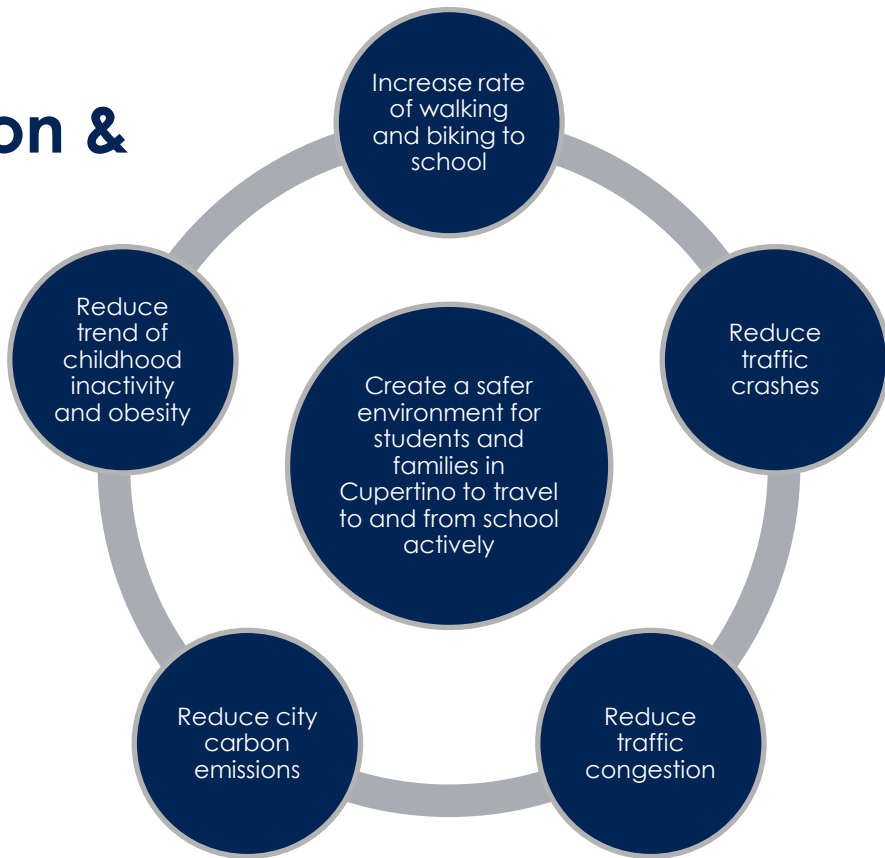 on &
Increase rate
of walking
and biking to
school
Reduce
traffic
crashes
Reduce
traffic
congestion
Reduce city
carbon
emissions
Reduce
trend of
childhood
inactivity
and obesity
Create a safer
environment for
students and
families in
Cupertino to travel
to and from school
actively